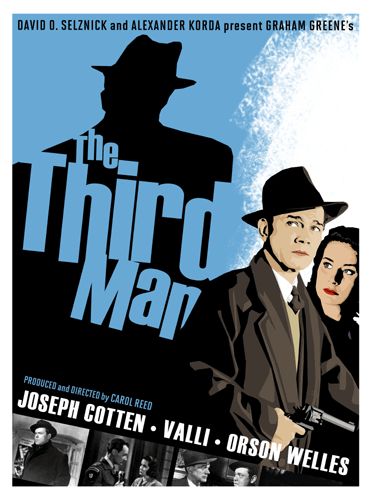 DAVID O. SELZNICK and ALEXANDER KORDA present GRAHAM GREENE's
The
Third
Man
PRODUCED and DIRECTED by CAROL REED
JOSEPH COTTEN • VALLI • ORSON WELLES